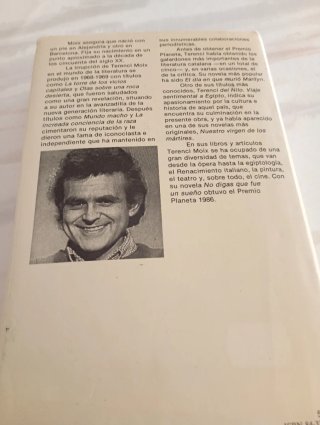 Moix asegura que nació con
un pie en Alejandría y otro en
Barcelona. Fija su nacimiento en un
punto aproximado a la década de
los cincuenta del siglo XX.
La irrupción de Terenci Moix
en el mundo de la literatura se
produjo en 1968-1969 con títulos
como La torre de los vicios
capitales y Olas sobre una roca
desierta, que fueron saludados
como una gran revelación, situando
a su autor en la avanzadilla de la
nueva generación literaria. Después,
títulos como Mundo macho y La
increada conciencia de la raza
cimentaron su reputación y le
dieron una fama de iconoclasta e
independiente que ha mantenido en
sus innumerables colaboraciones
periodísticas.
Antes de obtener el Premio
Planeta, Terenci había obtenido los
galardones más importantes de la
literatura catalana —en un total de
cinco— y, en varias ocasiones, el
de la crítica. Su novela más popular
ha sido El día en que murió Marilyn.
Otro de sus títulos más
conocidos, Terenci del Nilo. Viaje
sentimental a Egipto, indica su
apasionamiento por la cultura e
historia de aquel país, que
encuentra su culminación en la
presente obra, y ya había aparecido
en una de sus novelas más
originales, Nuestro virgen de los
mártires.
En sus libros y artículos
Terenci Moix se ha ocupado de una
gran diversidad de temas, que van
desde la ópera hasta la egiptología,
el Renacimiento italiano, la pintura,
el teatro y, sobre todo, el cine. Con
su novela No digas que fue
un sueño obtuvo el Premio
Planeta 1986.